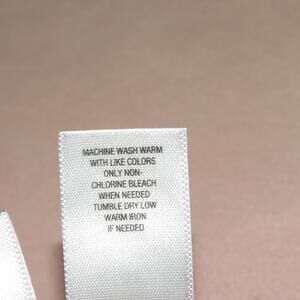 MACHINE WASH WARM
WITH LIKE COLORS
ONLY NON-
CHLORINE BLEACH
WHEN NEEDED
TUMBLE DRY LOW
WARM IRON
IF NEEDED